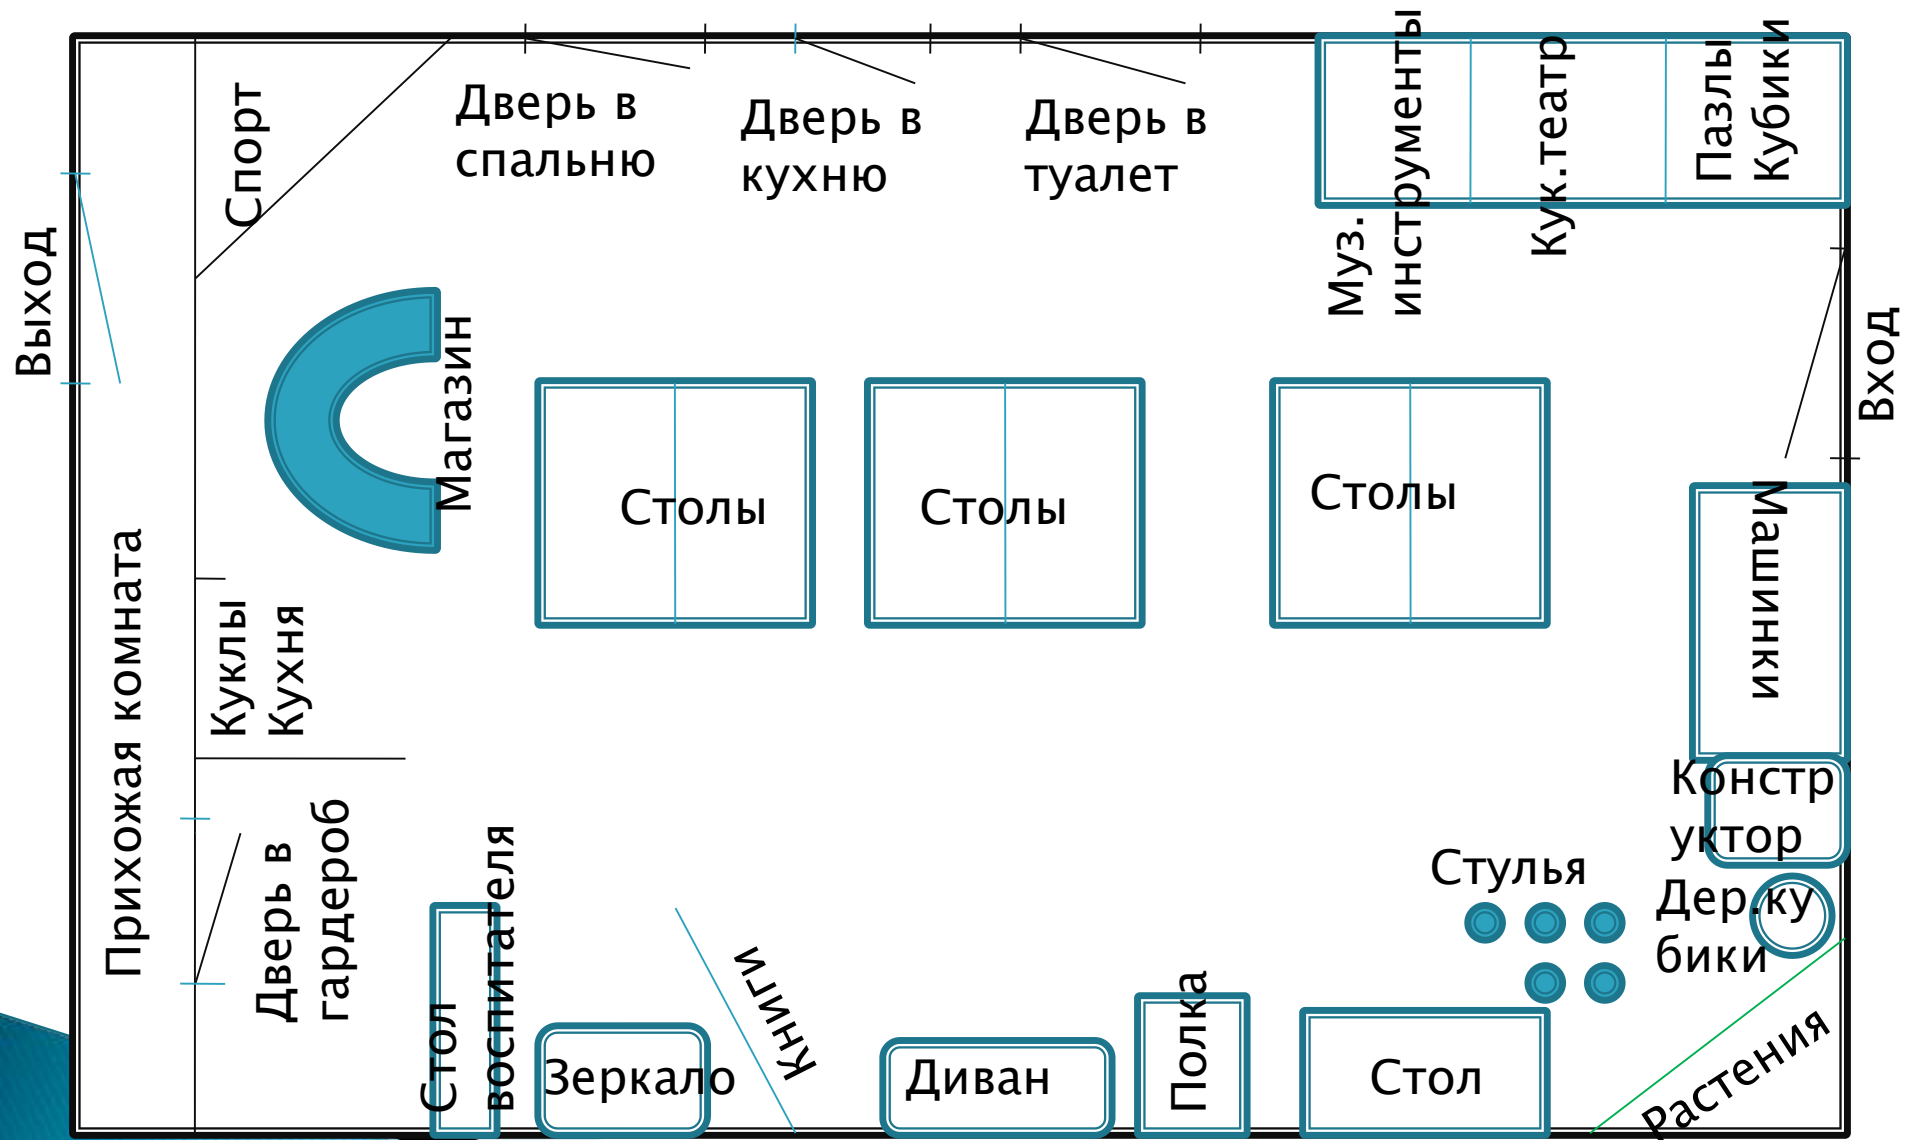 Спорт
Дверь в
спальню
Дверь в
кухню
Дверь в
туалет
Муз.
инструменты
Кук.театр
Пазлы
Кубики
Выход
Вход
Магазин
Столы
Столы
Столы
Машинки
Прихожая комната
Куклы
Кухня
Констр
уктор
Дверь в
гардероб
Стулья
Дер.ку
бики
Стол
воспитателя
Зеркало
Книги
Диван
Полка
Стол
Растения